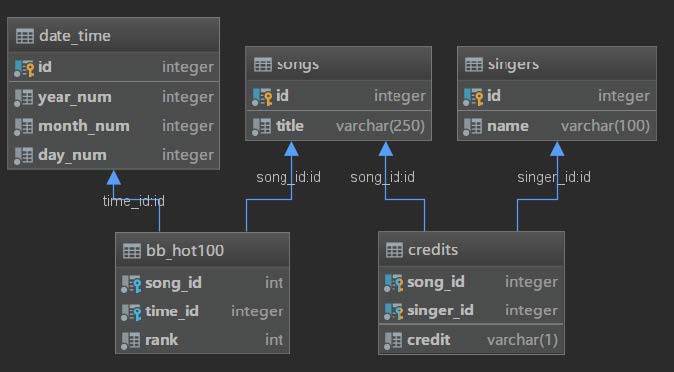 date_time
id integer
year_num integer
month_num integer
day_num integer
songs
id integer
title varchar(250)
singers
id integer
name varchar(100)
time_id:id
song_id:id
song_id:id
singer_id:id
bb_hot100
song_id int
time_id integer
rank int
credits
song_id integer
singer_id integer
credit varchar(1)